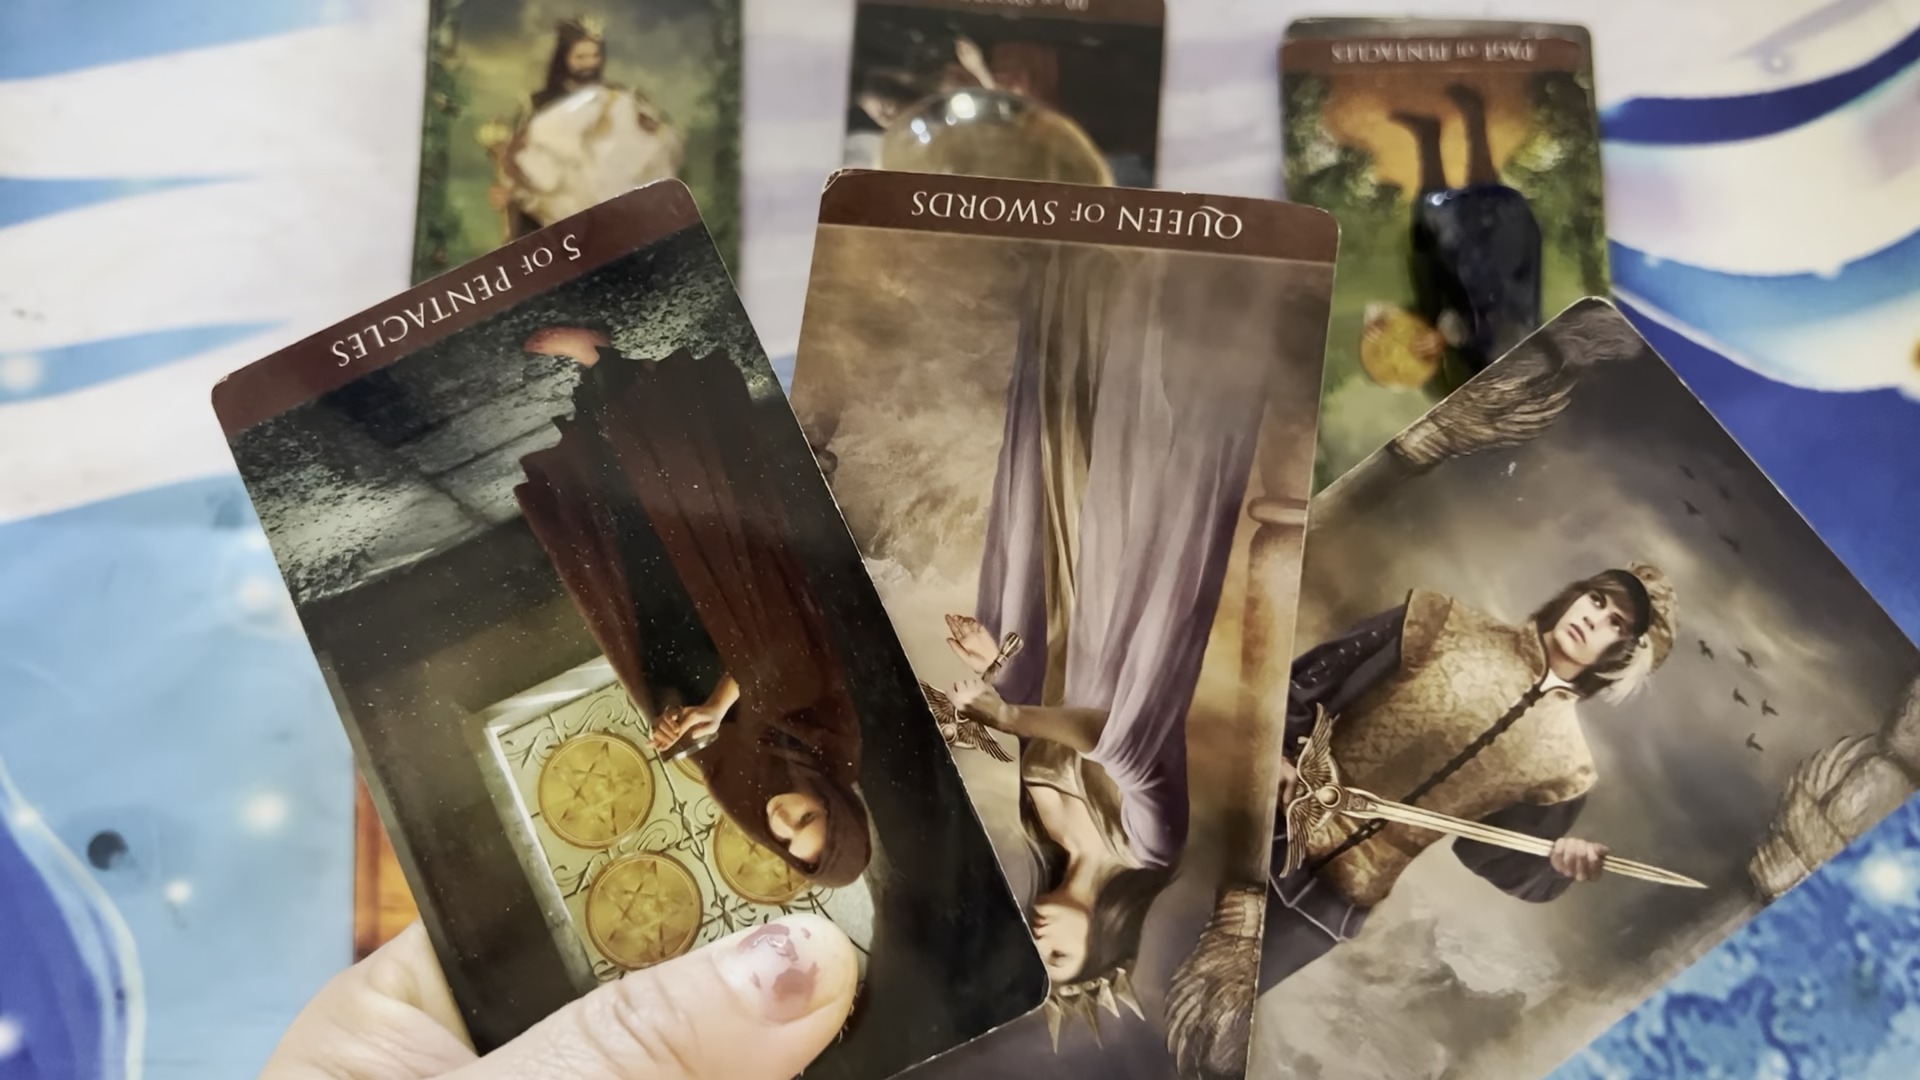 PAGE OF PENTACLES
QUEEN OF SWORDS
5 OF PENTACLES